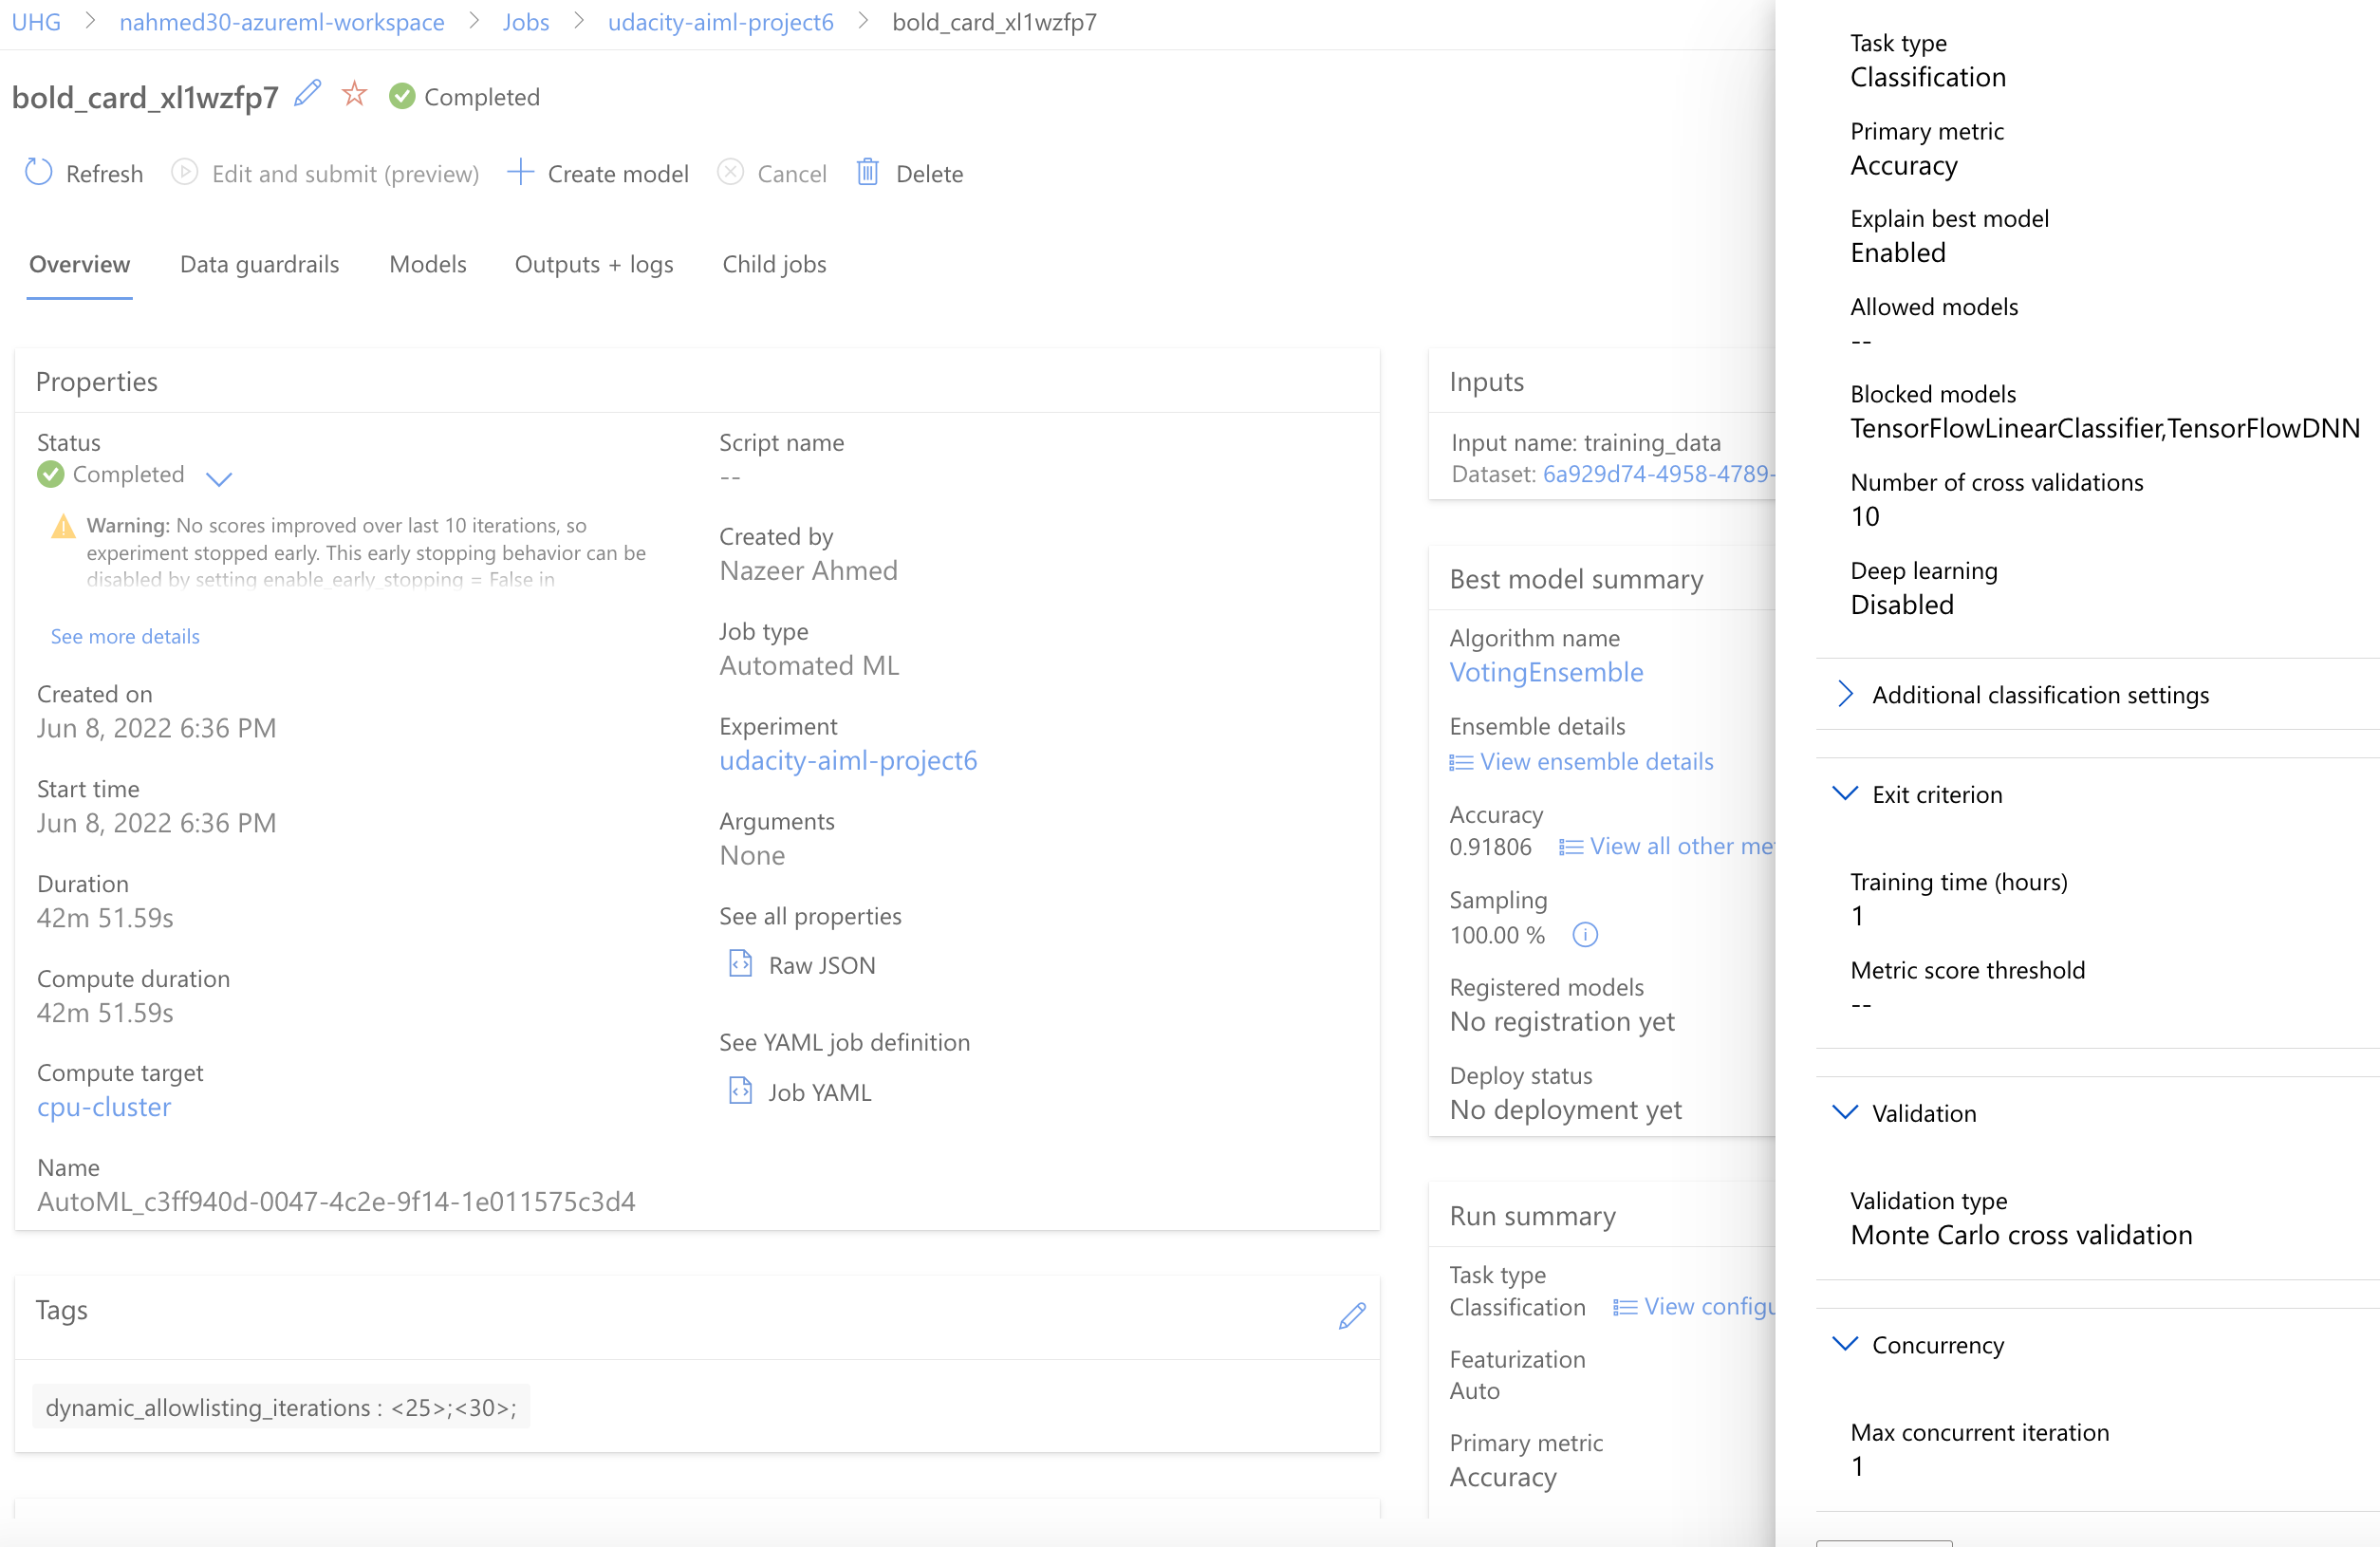 UHG > nahmed30-azureml-workspace > Jobs > udacity-aiml-project6 > bold_card_xl1wzfp7
bold_card_xl1wzfp7 Completed
Refresh Edit and submit (preview) Create model Cancel Delete
Overview Data guardrails Models Outputs + logs Child jobs
Properties
Status
Completed
Warning: No scores improved over last 10 iterations, so
experiment stopped early. This early stopping behavior can be
disabled by setting enable_early_stopping = False in
See more details
Created on
Jun 8, 2022 6:36 PM
Start time
Jun 8, 2022 6:36 PM
Duration
42m 51.59s
Compute duration
42m 51.59s
Compute target
cpu-cluster
Name
AutoML_c3ff940d-0047-4c2e-9f14-1e011575c3d4
Script name
--
Created by
Nazeer Ahmed
Job type
Automated ML
Experiment
udacity-aiml-project6
Arguments
None
See all properties
Raw JSON
See YAML job definition
Job YAML
Tags
dynamic_allowlisting_iterations : <25>;<30>;
Inputs
Input name: training_data
Dataset: 6a929d74-4958-4789-
Best model summary
Algorithm name
VotingEnsemble
Ensemble details
View ensemble details
Accuracy
0.91806 View all other me
Sampling
100.00 %
Registered models
No registration yet
Deploy status
No deployment yet
Run summary
Task type
Classification View configu
Featurization
Auto
Primary metric
Accuracy
Task type
Classification
Primary metric
Accuracy
Explain best model
Enabled
Allowed models
--
Blocked models
TensorFlowLinearClassifier,TensorFlowDNN
Number of cross validations
10
Deep learning
Disabled
Additional classification settings
Exit criterion
Training time (hours)
1
Metric score threshold
--
Validation
Validation type
Monte Carlo cross validation
Concurrency
Max concurrent iteration
1